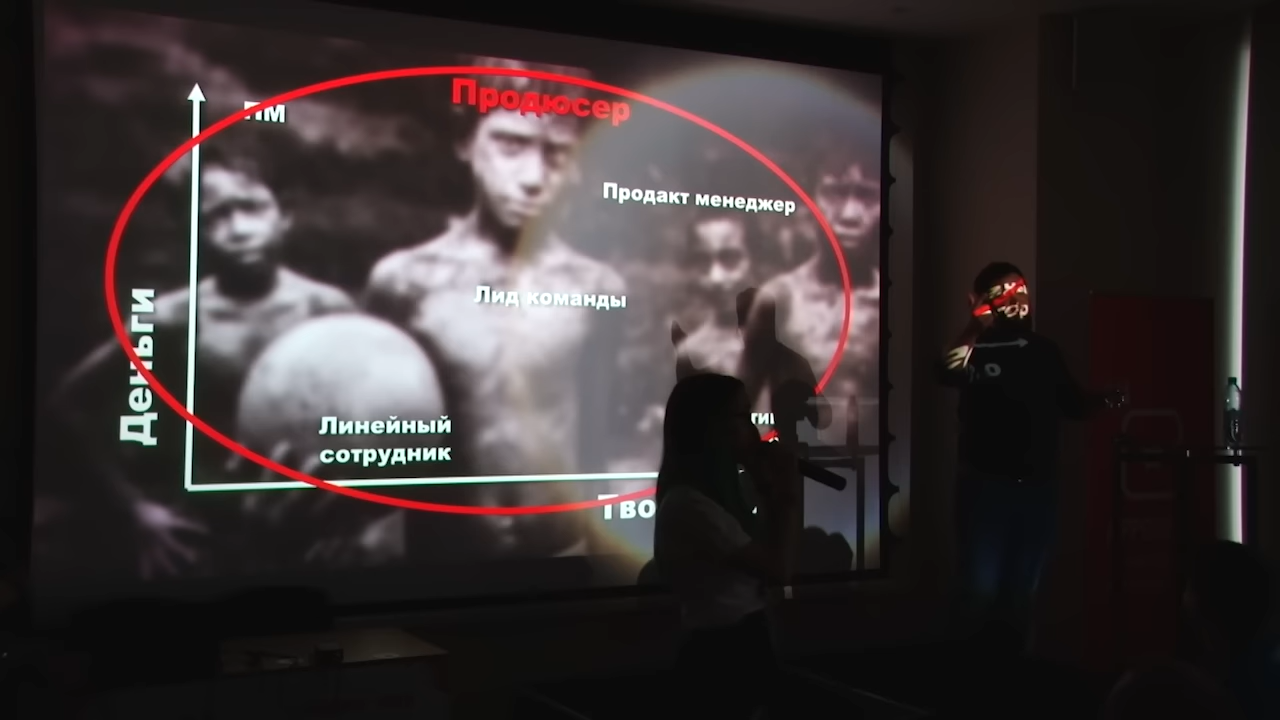 Продюсер
ПМ
Продакт менеджер
Лид команды
Деньги
Линейный
сотрудник